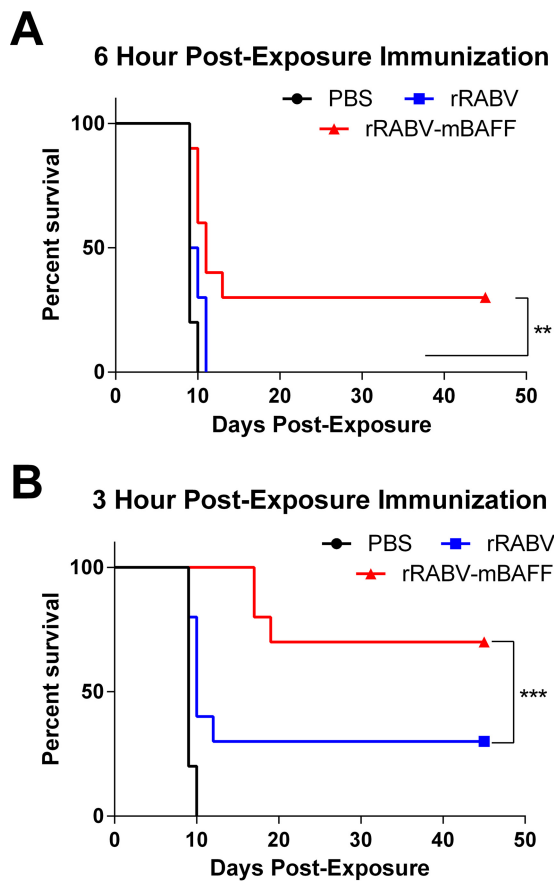 A
6 Hour Post-Exposure Immunization
PBS rRABV
rRABV-mBAFF
Percent survival
100
50
0
**
0 10 20 30 40 50
Days Post-Exposure
B
3 Hour Post-Exposure Immunization
PBS rRABV
rRABV-mBAFF
Percent survival
100
50
0
***
0 10 20 30 40 50
Days Post-Exposure